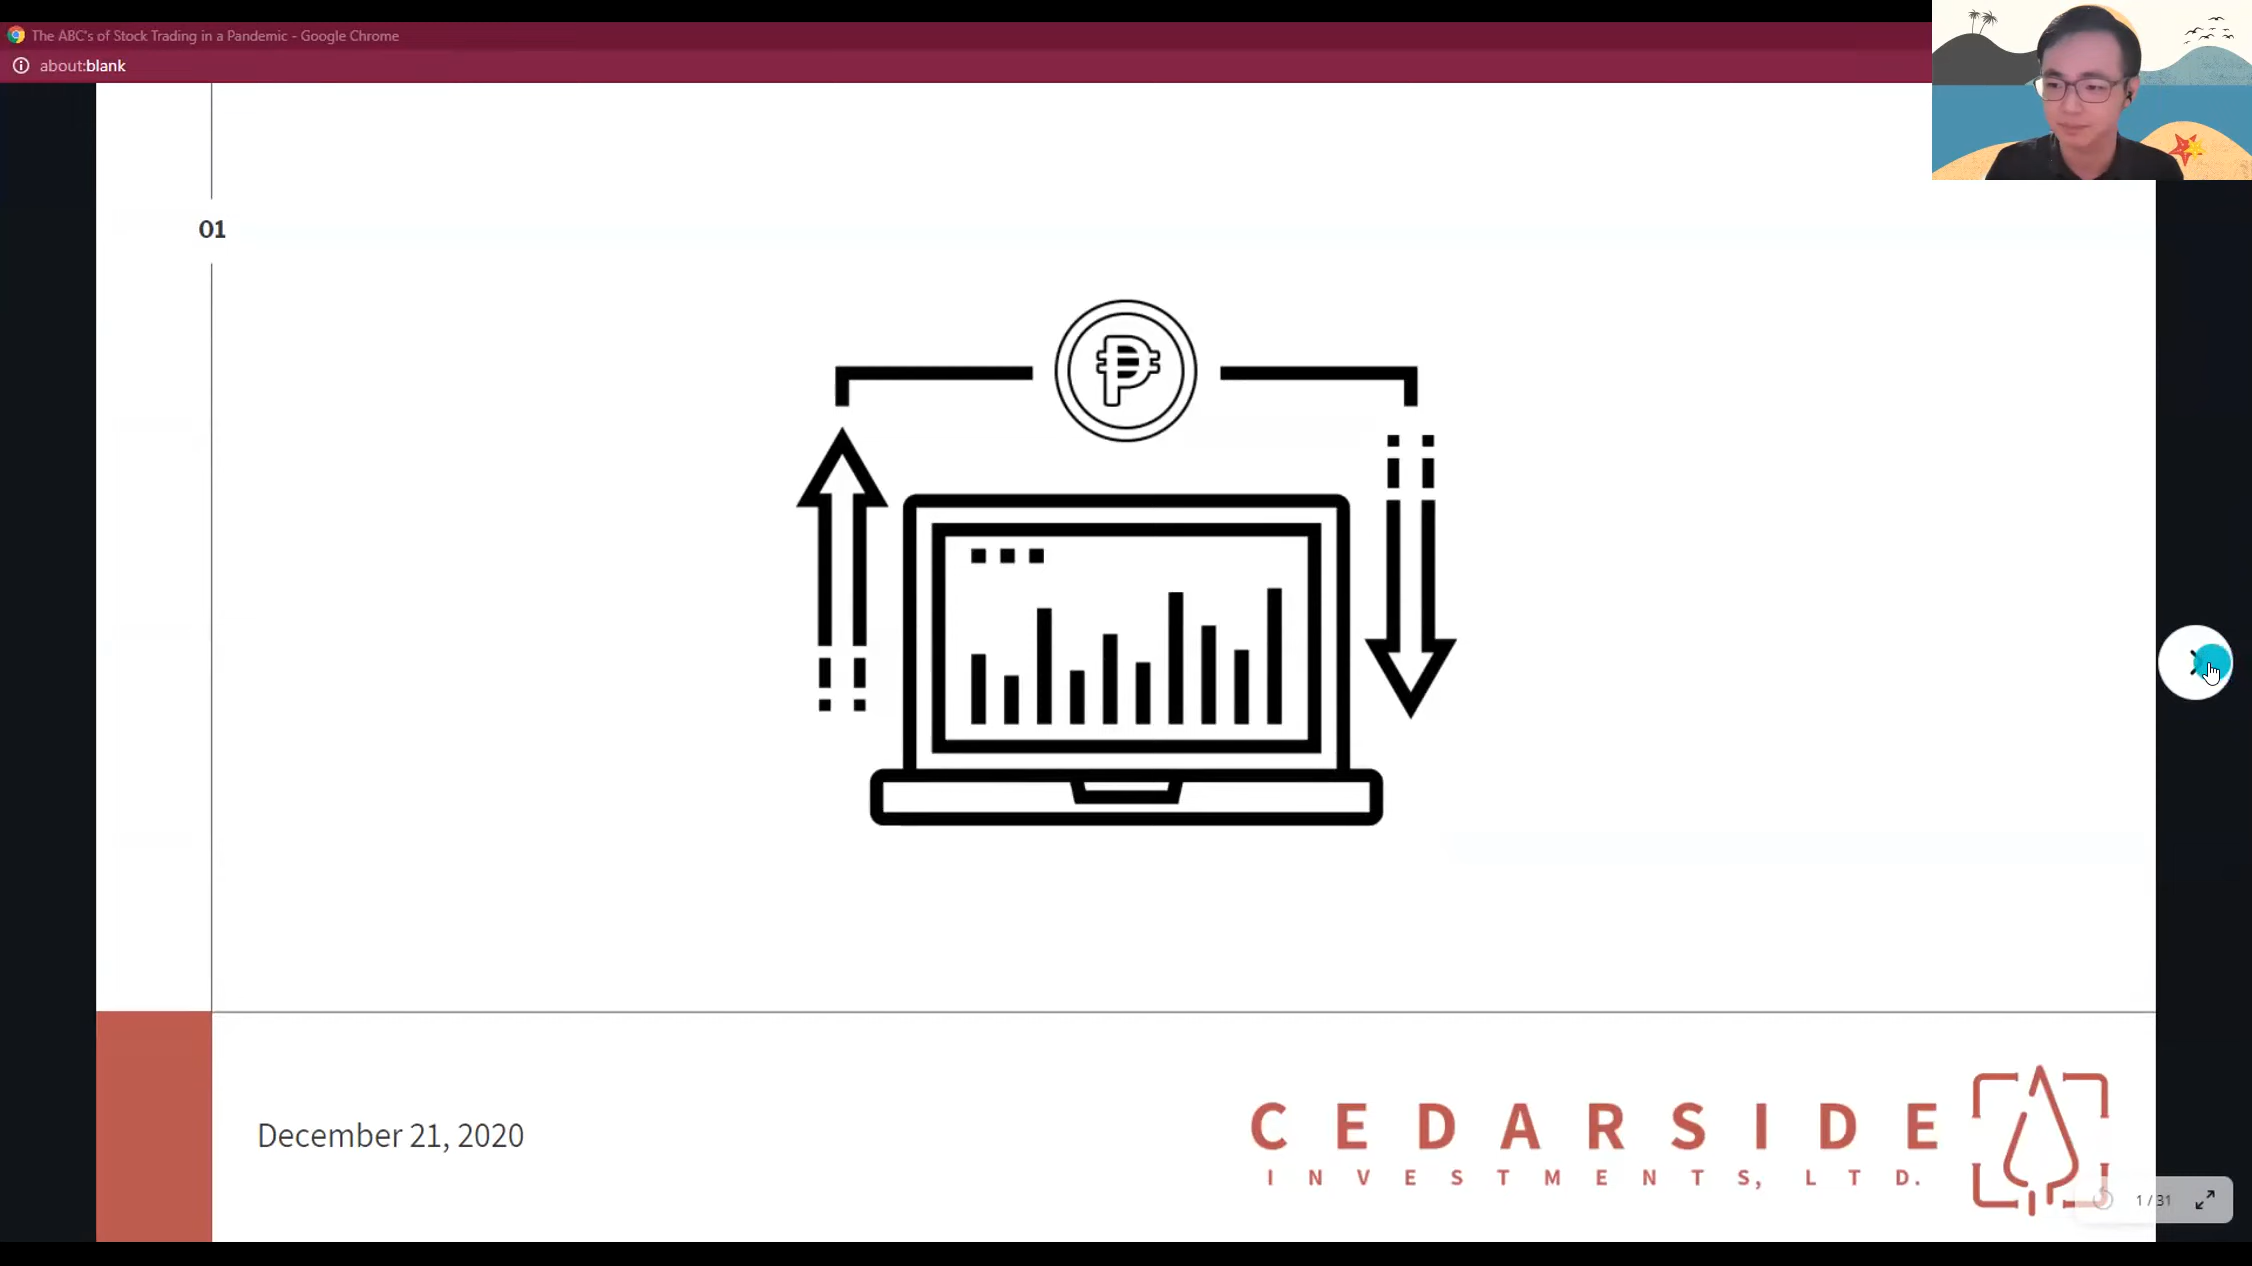 The ABC's of Stock Trading in a Pandemic - Google Chrome
about:blank
01
₱
December 21, 2020
CEDARSIDE
INVESTMENTS, LTD.
1 / 31